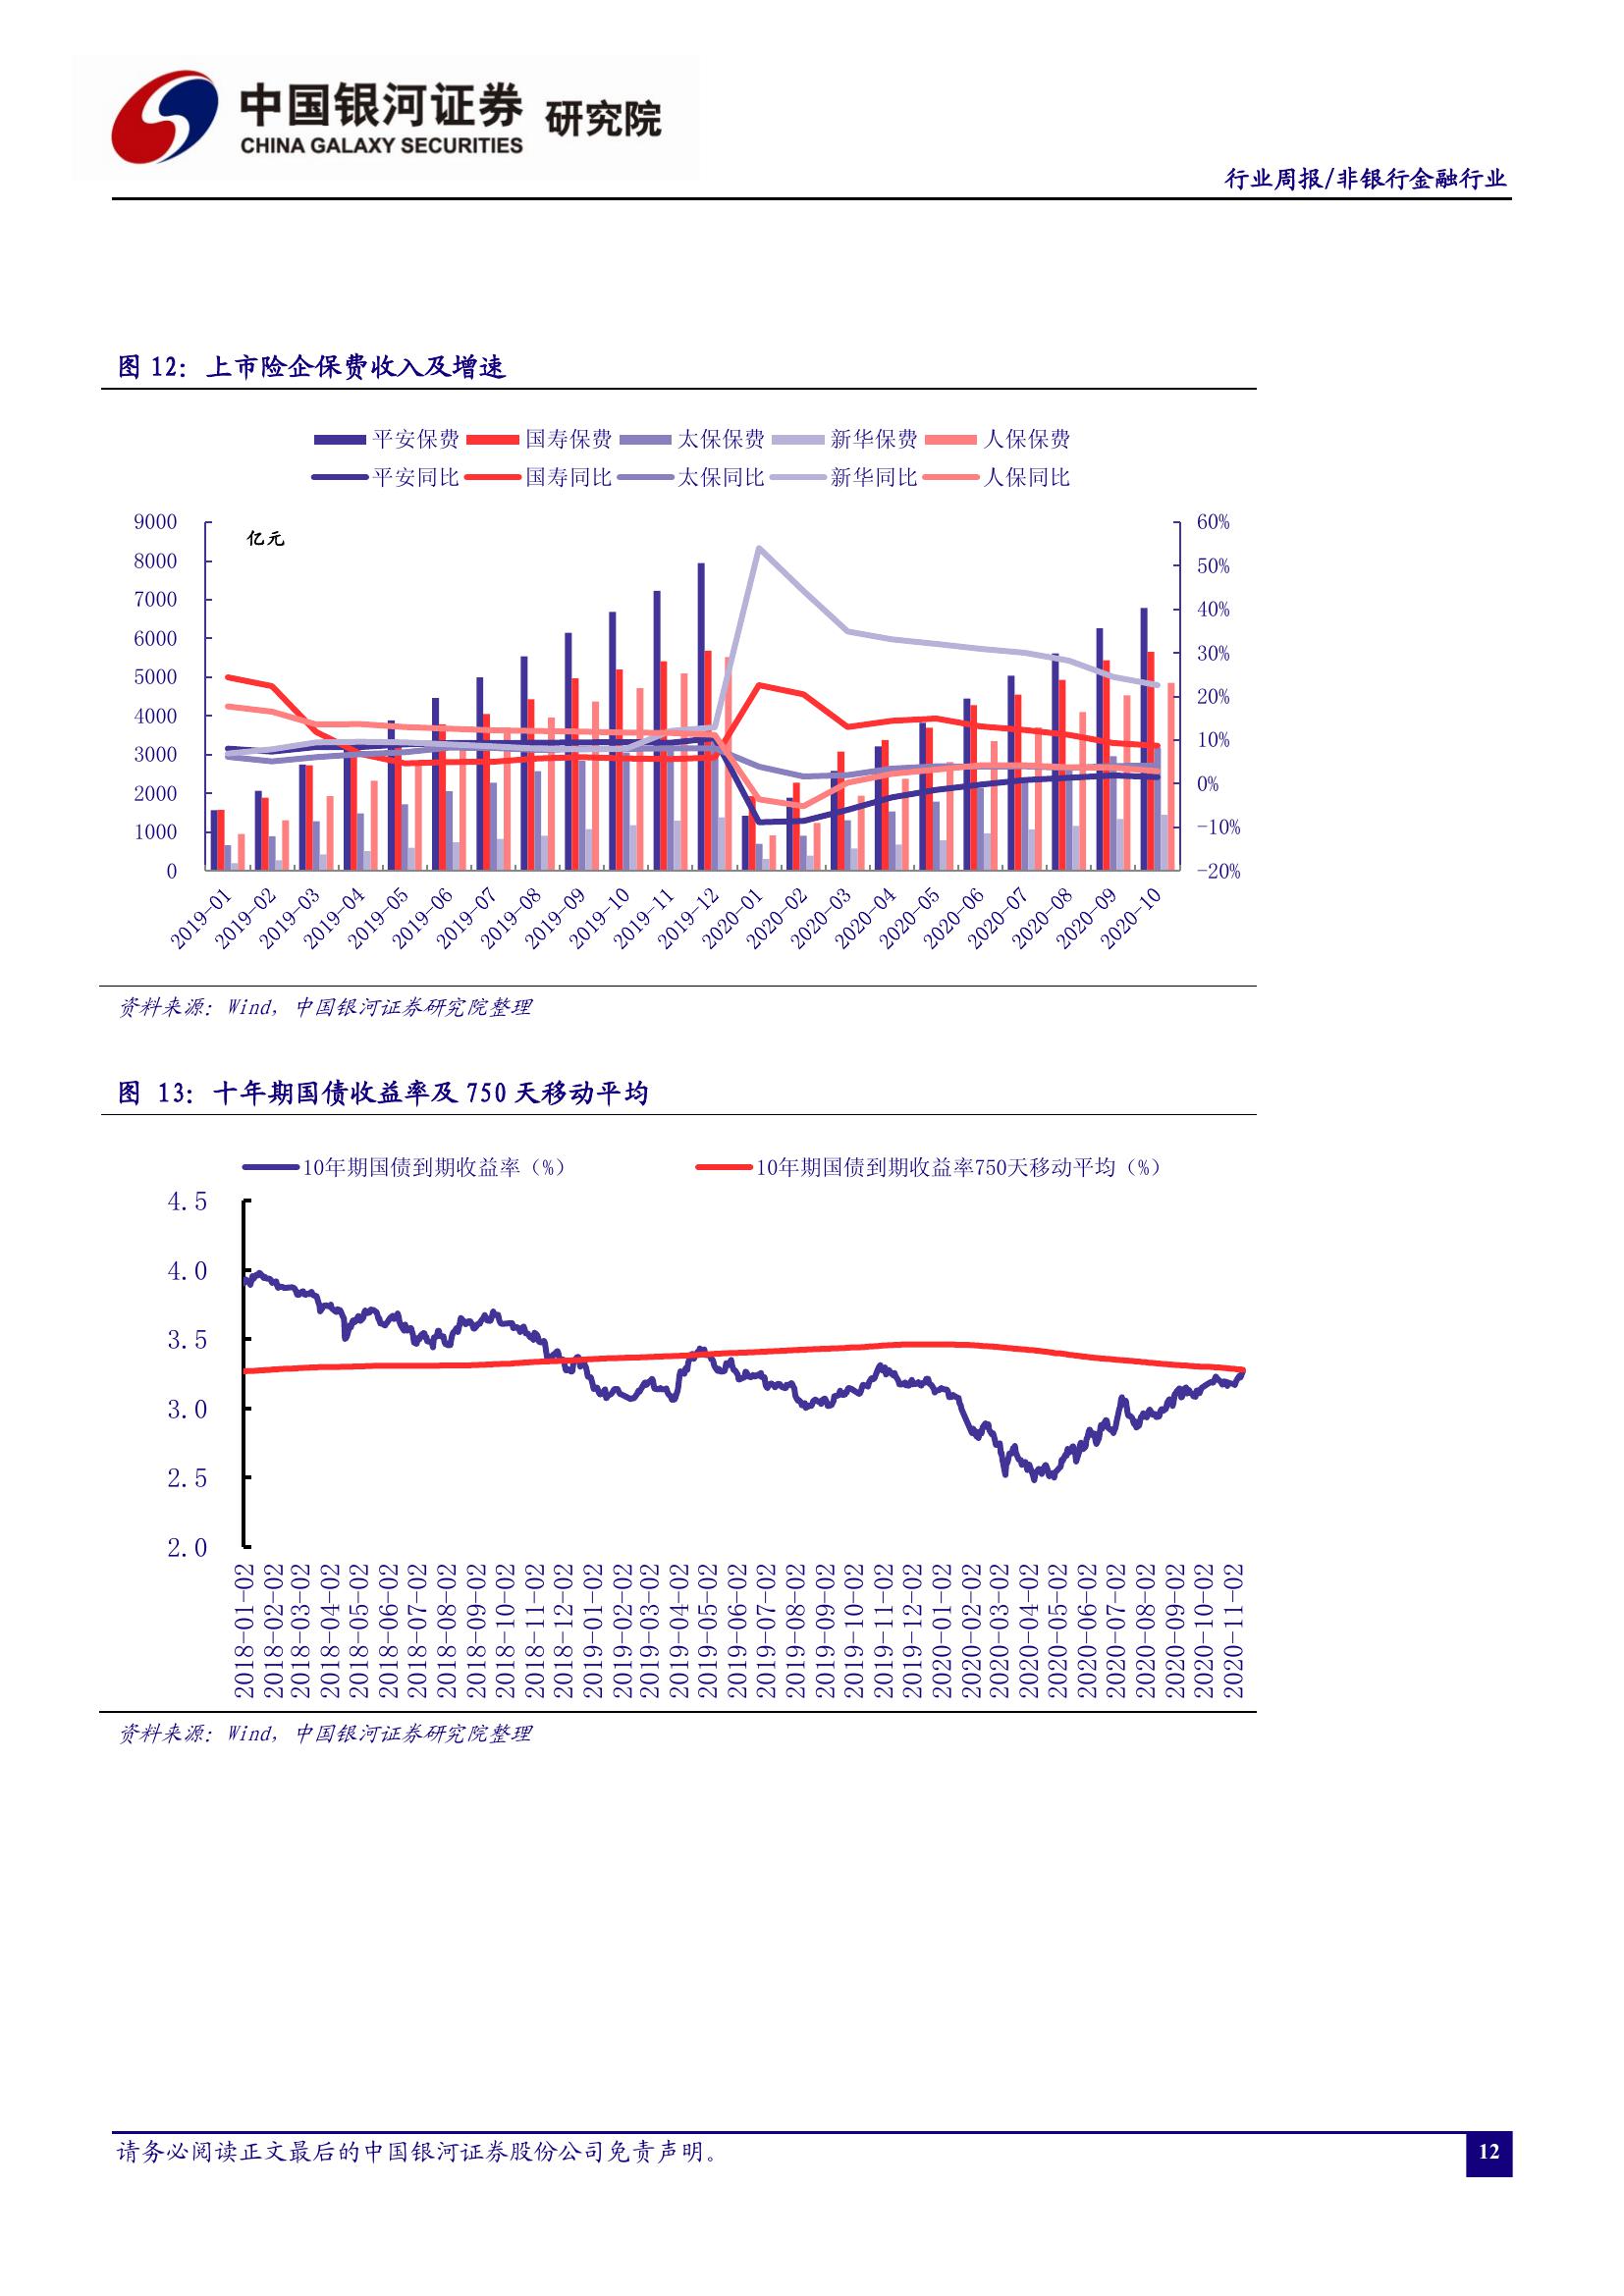 中国银河证券 研究院
CHINA GALAXY SECURITIES
行业周报/非银行金融行业
图 12：上市险企保费收入及增速
平安保费 国寿保费 太保保费 新华保费 人保保费
平安同比 国寿同比 太保同比 新华同比 人保同比
亿元
9000
8000
7000
6000
5000
4000
3000
2000
1000
0
60%
50%
40%
30%
20%
10%
0%
-10%
-20%
2019-01 2019-02 2019-03 2019-04 2019-05 2019-06 2019-07 2019-08 2019-09 2019-10 2019-11 2019-12 2020-01 2020-02 2020-03 2020-04 2020-05 2020-06 2020-07 2020-08 2020-09 2020-10
资料来源：Wind，中国银河证券研究院整理
图 13：十年期国债收益率及 750 天移动平均
10年期国债到期收益率（%） 10年期国债到期收益率750天移动平均（%）
4.5
4.0
3.5
3.0
2.5
2.0
2018-01-02 2018-02-02 2018-03-02 2018-04-02 2018-05-02 2018-06-02 2018-07-02 2018-08-02 2018-09-02 2018-10-02 2018-11-02 2018-12-02 2019-01-02 2019-02-02 2019-03-02 2019-04-02 2019-05-02 2019-06-02 2019-07-02 2019-08-02 2019-09-02 2019-10-02 2019-11-02 2019-12-02 2020-01-02 2020-02-02 2020-03-02 2020-04-02 2020-05-02 2020-06-02 2020-07-02 2020-08-02 2020-09-02 2020-10-02 2020-11-02
资料来源：Wind，中国银河证券研究院整理
请务必阅读正文最后的中国银河证券股份公司免责声明。
12